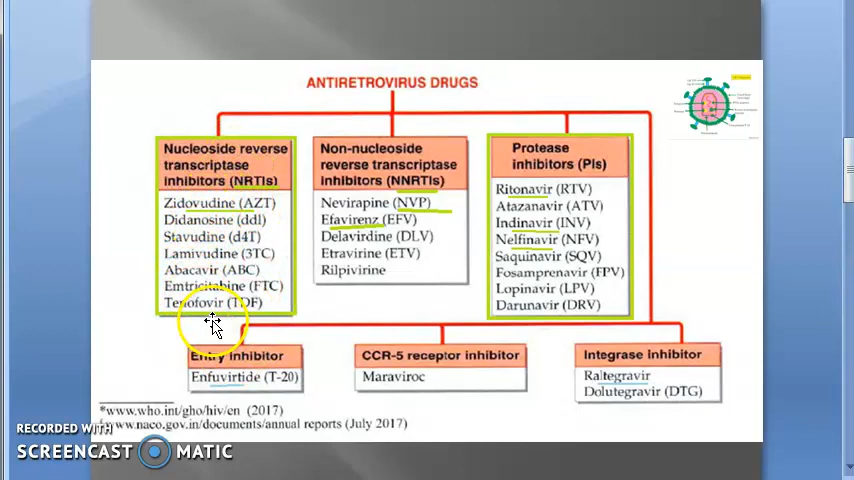 ANTIRETROVIRUS DRUGS
Nucleoside reverse
transcriptase
inhibitors (NRTIs)
Zidovudine (AZT)
Didanosine (ddI)
Stavudine (d4T)
Lamivudine (3TC)
Abacavir (ABC)
Emtricitabine (FTC)
Tenofovir (TDF)
Non-nucleoside
reverse transcriptase
inhibitors (NNRTIs)
Nevirapine (NVP)
Efavirenz (EFV)
Delavirdine (DLV)
Etravirine (ETV)
Rilpivirine
Protease
inhibitors (PIs)
Ritonavir (RTV)
Atazanavir (ATV)
Indinavir (INV)
Nelfinavir (NFV)
Saquinavir (SQV)
Fosamprenavir (FPV)
Lopinavir (LPV)
Darunavir (DRV)
Entry inhibitor
Enfuvirtide (T-20)
CCR-5 receptor inhibitor
Maraviroc
Integrase inhibitor
Raltegravir
Dolutegravir (DTG)
*www.who.int/gho/hiv/en (2017)
www.naco.gov.in/documents/annual reports (July 2017)
RECORDED WITH
SCREENCAST MATIC